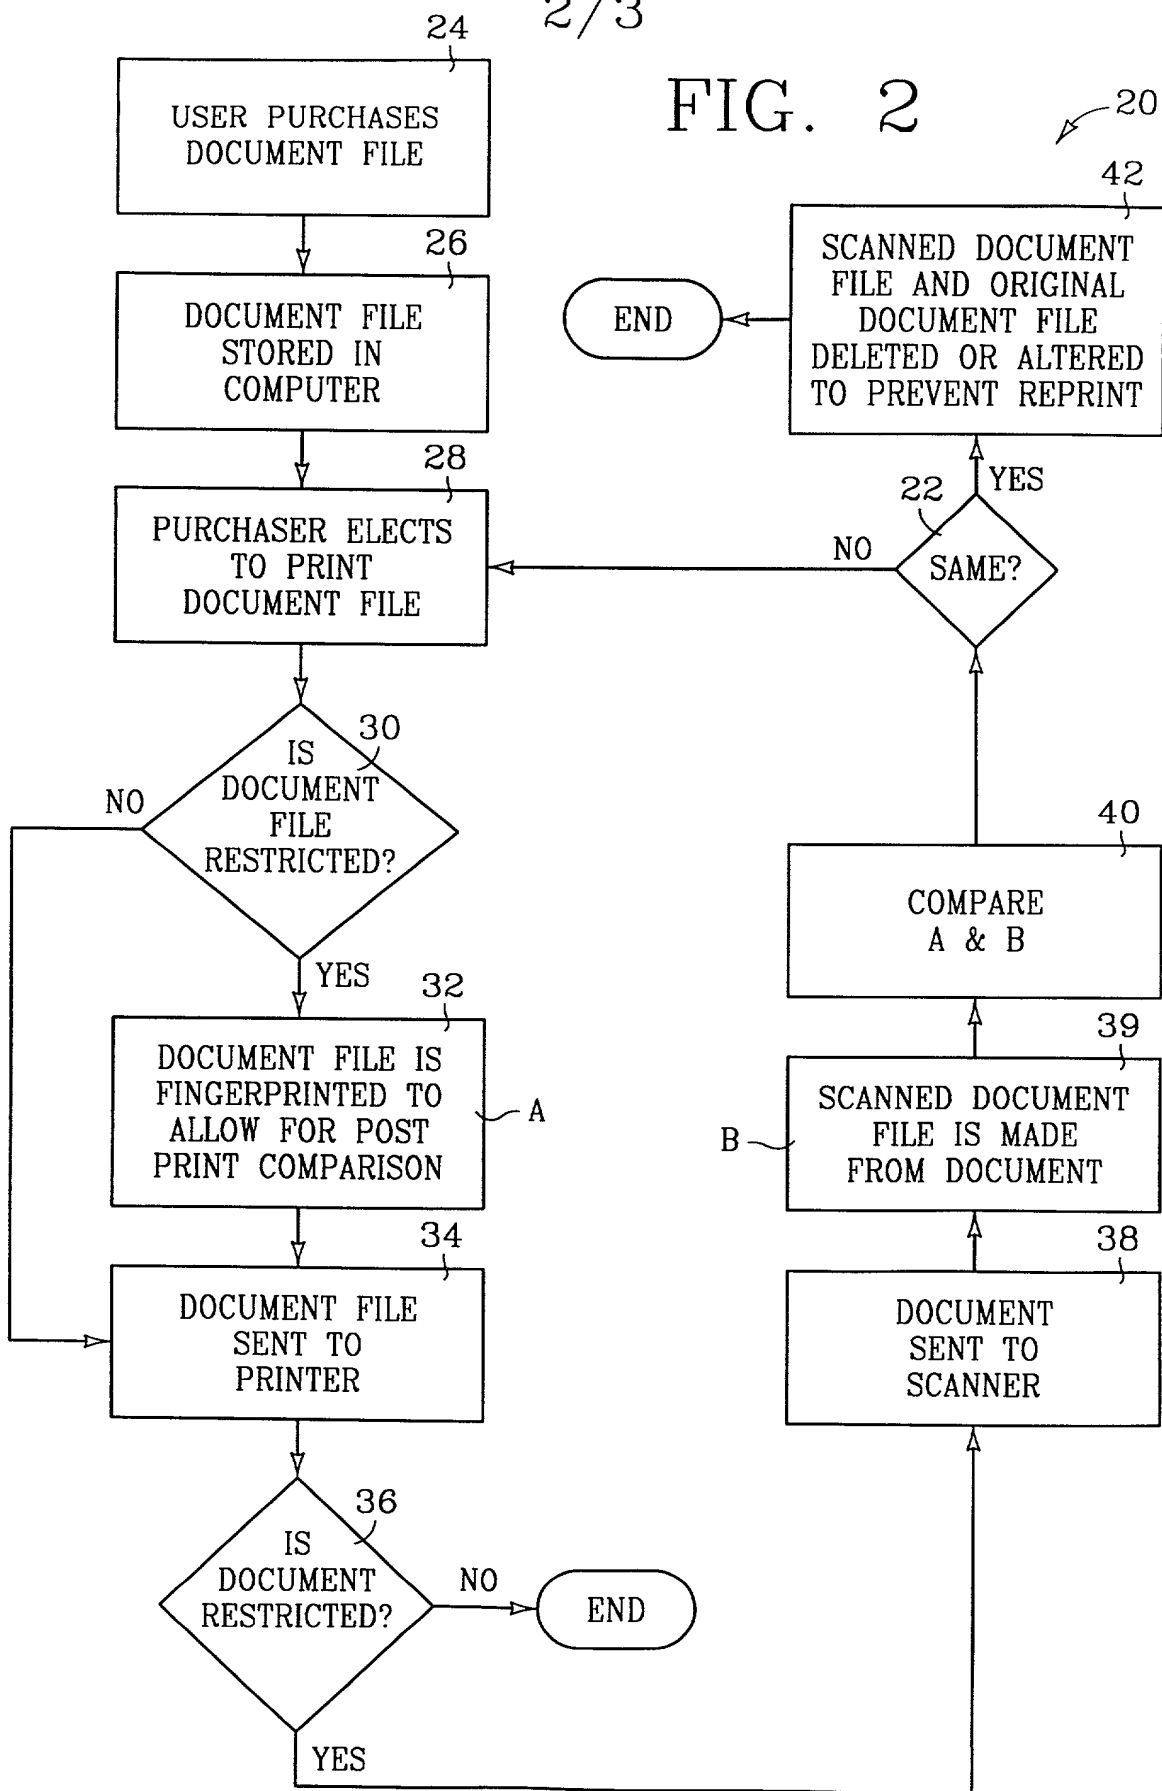 2/3
FIG. 2
20
24
USER PURCHASES
DOCUMENT FILE
26
DOCUMENT FILE
STORED IN
COMPUTER
28
PURCHASER ELECTS
TO PRINT
DOCUMENT FILE
30
IS
DOCUMENT
FILE
RESTRICTED?
NO
YES
32
DOCUMENT FILE IS
FINGERPRINTED TO
ALLOW FOR POST
PRINT COMPARISON
A
34
DOCUMENT FILE
SENT TO
PRINTER
36
IS
DOCUMENT
RESTRICTED?
NO
END
YES
38
DOCUMENT
SENT TO
SCANNER
39
SCANNED DOCUMENT
FILE IS MADE
FROM DOCUMENT
B
40
COMPARE
A & B
22
SAME?
NO
YES
42
SCANNED DOCUMENT
FILE AND ORIGINAL
DOCUMENT FILE
DELETED OR ALTERED
TO PREVENT REPRINT
END